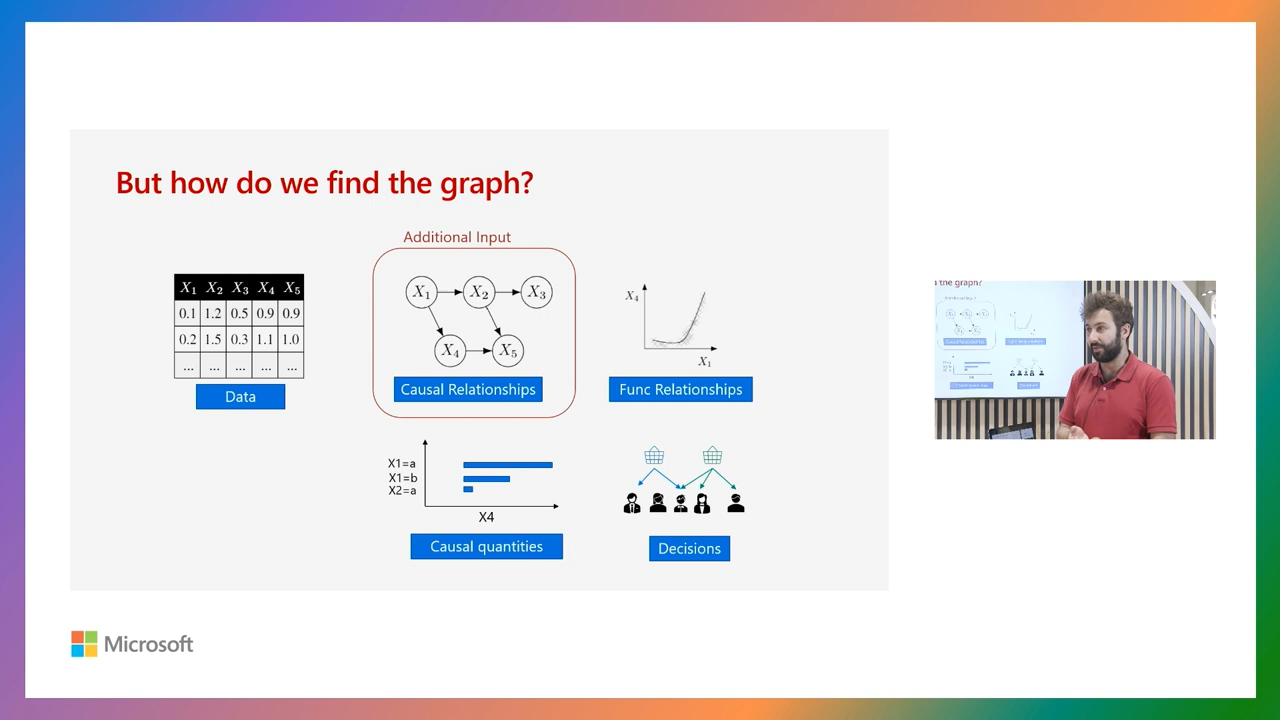 But how do we find the graph?
Additional Input
X1 X2 X3 X4 X5
0.1 1.2 0.5 0.9 0.9
0.2 1.5 0.3 1.1 1.0
... ... ... ... ...
Data
X1 X2 X3
X4 X5
Causal Relationships
X4
X1
Func Relationships
X1=a
X1=b
X2=a
X4
Causal quantities
Decisions
Microsoft